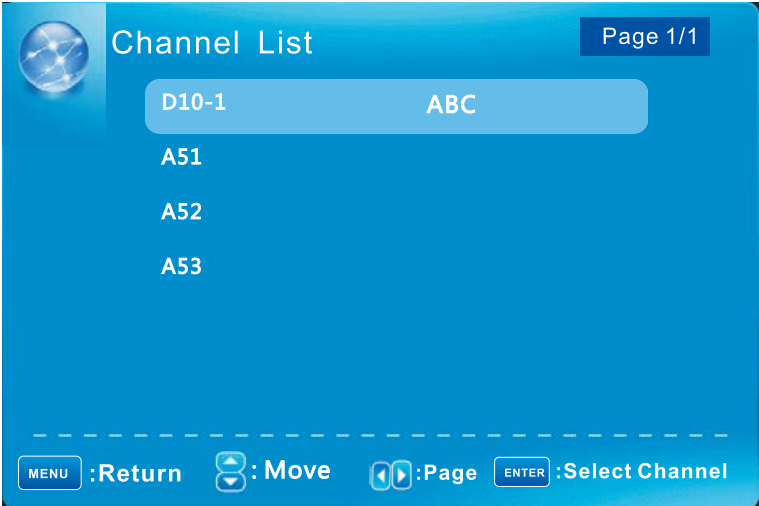 Channel List Page 1/1
D10-1 ABC
A51
A52
A53
MENU :Return : Move :Page ENTER :Select Channel